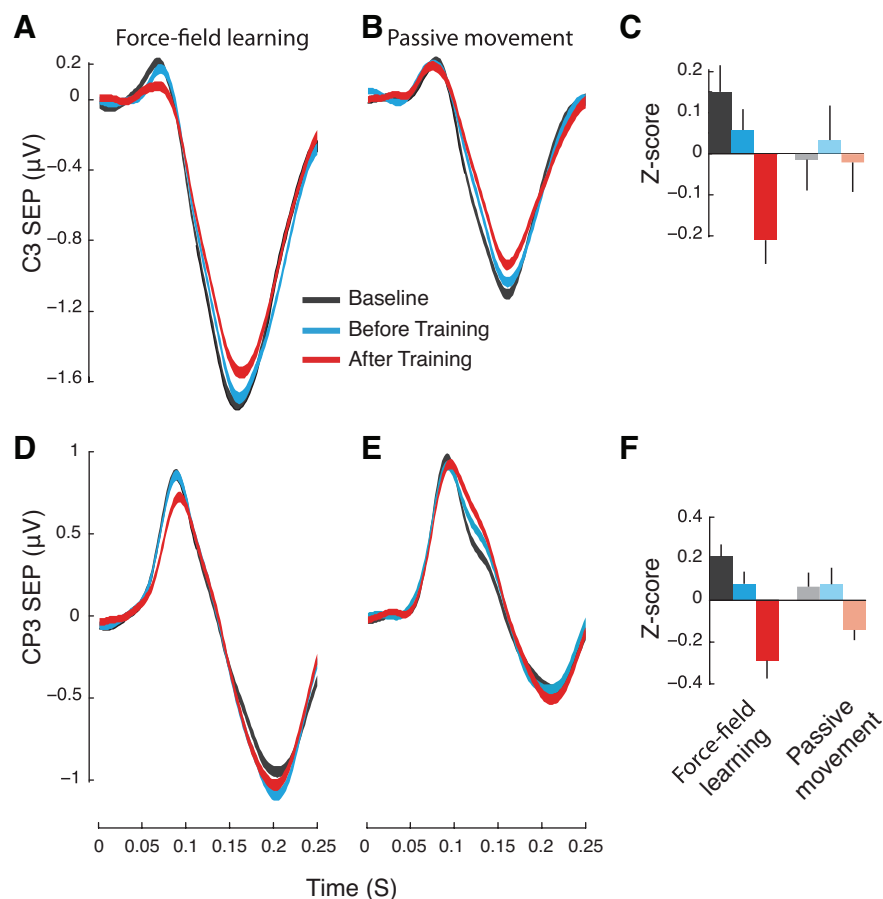 A
Force-field learning
B
Passive movement
C
0.2
0
−0.4
−0.8
−1.2
−1.6
C3 SEP (µV)
Baseline
Before Training
After Training
0.2
0.1
0
−0.1
−0.2
Z-score
D
E
F
1
0.5
0
−0.5
−1
CP3 SEP (µV)
0.4
0.2
0
−0.2
−0.4
Z-score
Force-field
learning
Passive
movement
0 0.05 0.1 0.15 0.2 0.25
0 0.05 0.1 0.15 0.2 0.25
Time (S)